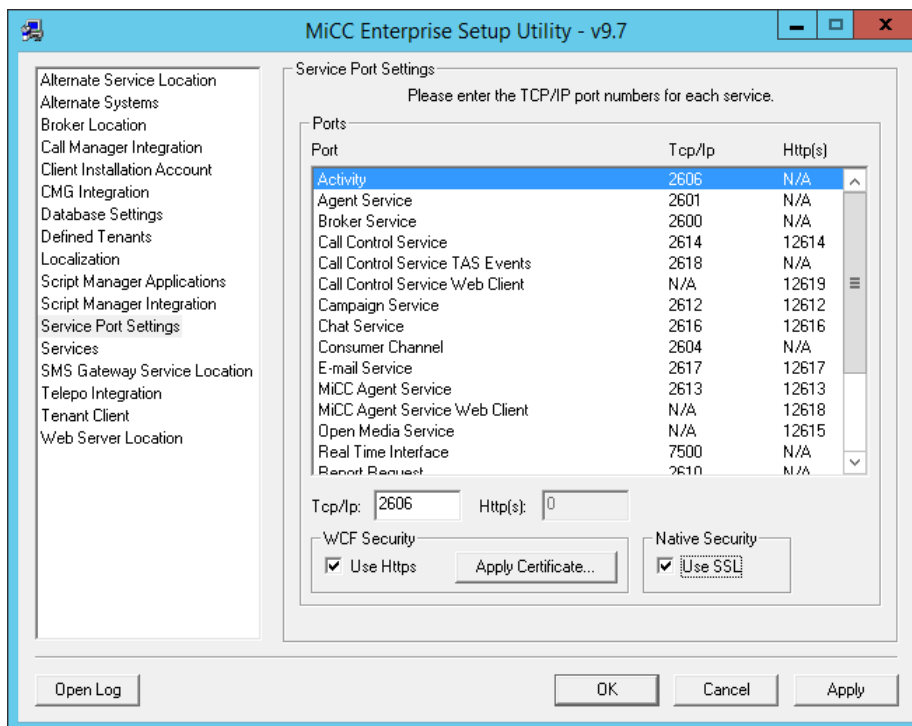 MiCC Enterprise Setup Utility - v9.7
Alternate Service Location
Alternate Systems
Broker Location
Call Manager Integration
Client Installation Account
CMG Integration
Database Settings
Defined Tenants
Localization
Script Manager Applications
Script Manager Integration
Service Port Settings
Services
SMS Gateway Service Location
Telepo Integration
Tenant Client
Web Server Location
Service Port Settings
Please enter the TCP/IP port numbers for each service.
Ports
Port Tcp/Ip Http(s)
Activity 2606 N/A
Agent Service 2601 N/A
Broker Service 2600 N/A
Call Control Service 2614 12614
Call Control Service TAS Events 2618 N/A
Call Control Service Web Client N/A 12619
Campaign Service 2612 12612
Chat Service 2616 12616
Consumer Channel 2604 N/A
E-mail Service 2617 12617
MiCC Agent Service 2613 12613
MiCC Agent Service Web Client N/A 12618
Open Media Service N/A 12615
Real Time Interface 7500 N/A
Report Request 2610 N/A
Tcp/Ip: 2606 Http(s): 0
WCF Security Native Security
Use Https Apply Certificate... Use SSL
Open Log OK Cancel Apply